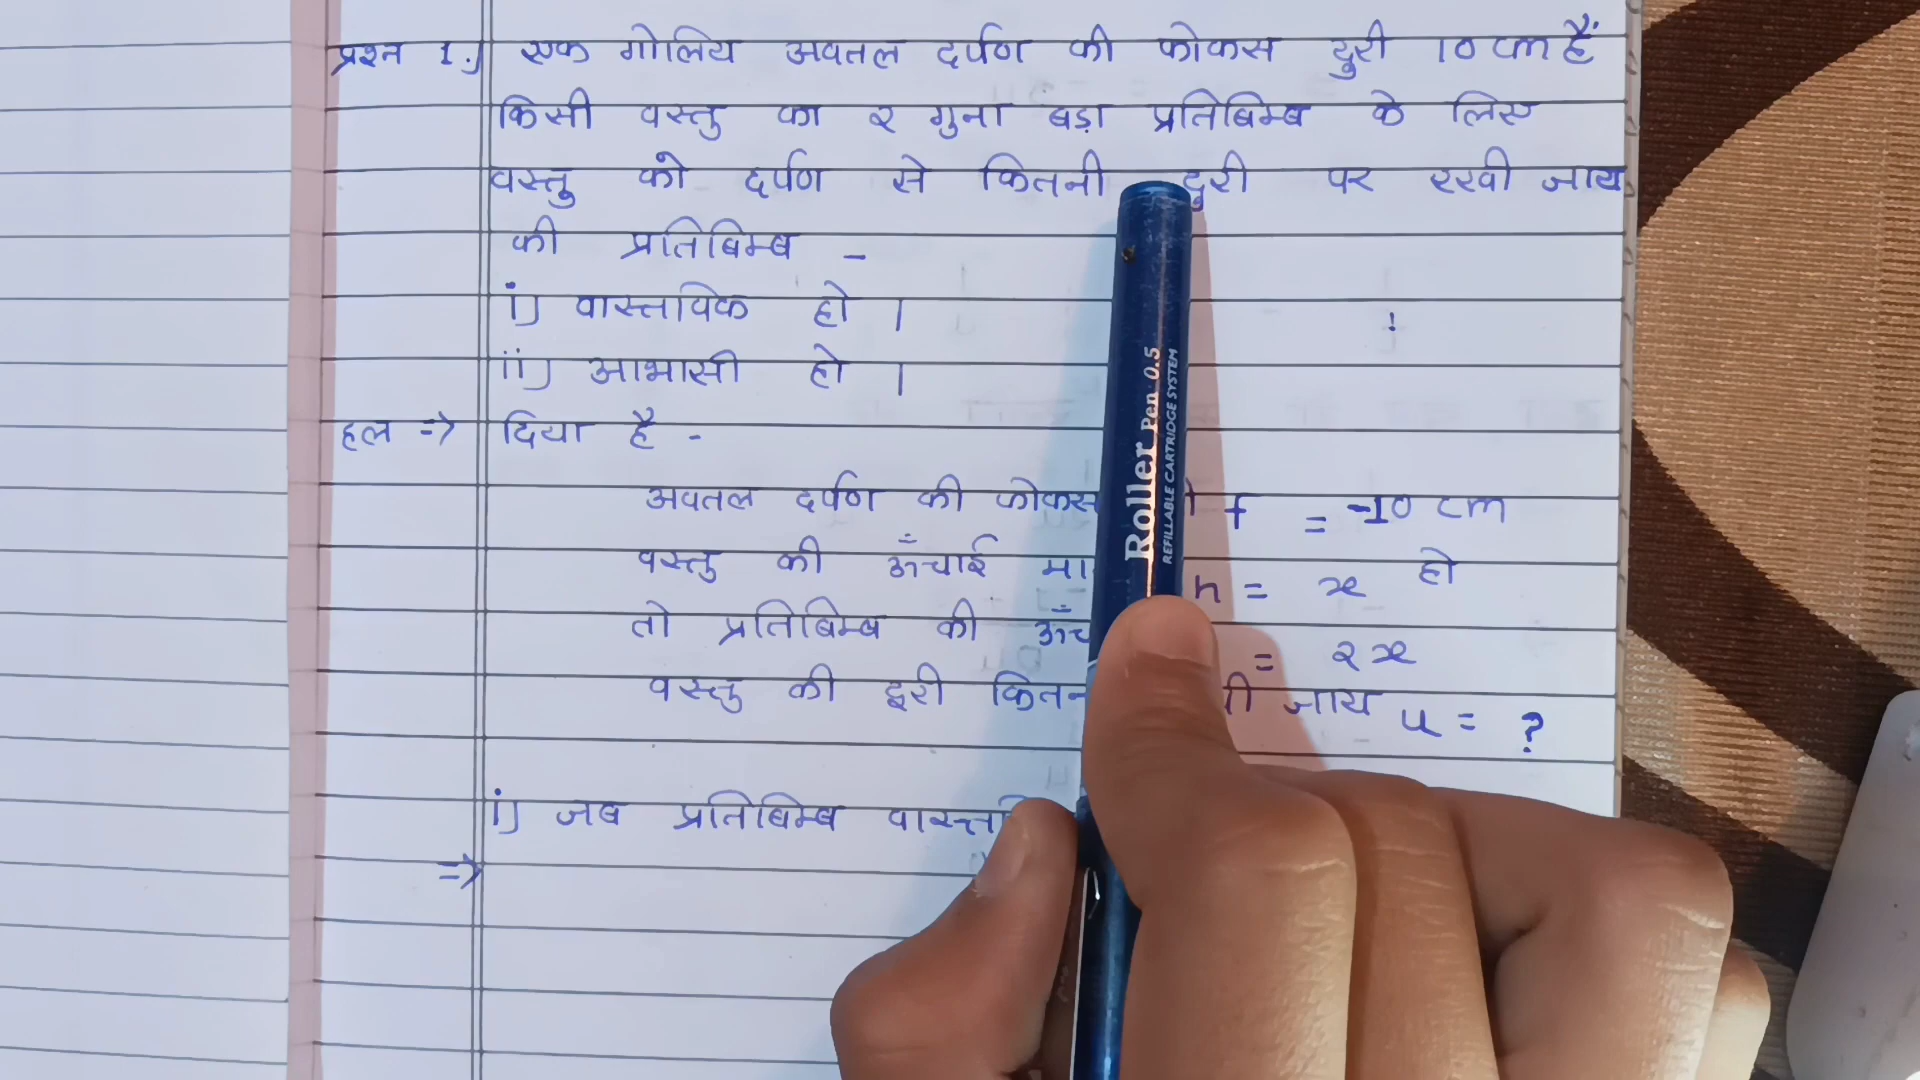 प्रश्न 1.) एक गोलिय अवतल दर्पण की फोकस दुरी 10 cm हैं
किसी वस्तु का २ गुना बड़ा प्रतिबिम्ब के लिए
वस्तु को दर्पण से कितनी दुरी पर रखी जाय
की प्रतिबिम्ब -
i) वास्तविक हो ।
ii) आभासी हो ।
हल => दिया है -
अवतल दर्पण की फोकस f = -10 cm
वस्तु की ऊँचाई h = x हो
तो प्रतिबिम्ब की = २x
वस्तु की दूरी जाय u = ?
i) जब प्रतिबिम्ब
=>
Roller Pen 0.5
REFILLABLE CARTRIDGE SYSTEM